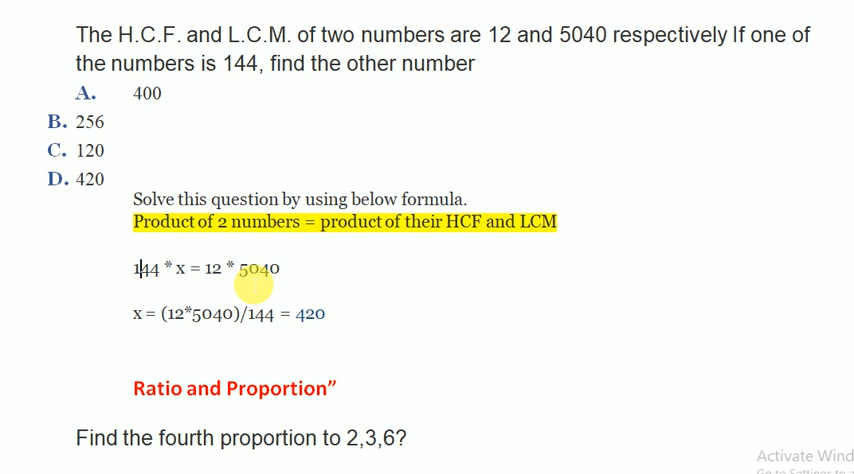 The H.C.F. and L.C.M. of two numbers are 12 and 5040 respectively If one of
the numbers is 144, find the other number
A. 400
B. 256
C. 120
D. 420
Solve this question by using below formula.
Product of 2 numbers = product of their HCF and LCM
144 * x = 12 * 5040
x = (12*5040)/144 = 420
Ratio and Proportion”
Find the fourth proportion to 2,3,6?
Activate Wind